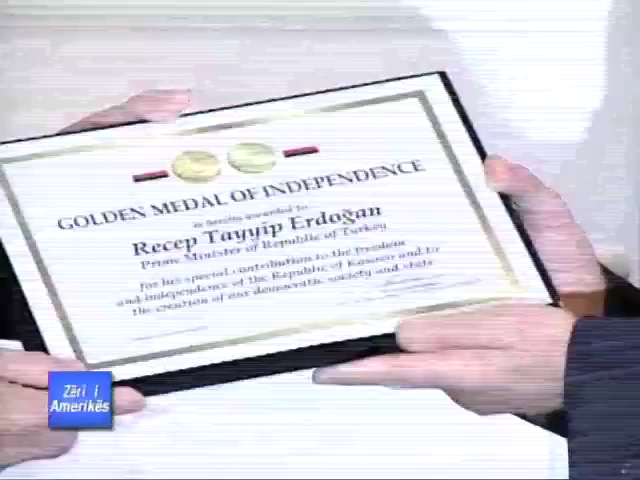 GOLDEN MEDAL OF INDEPENDENCE
is hereby awarded to
Recep Tayyip Erdoğan
Prime Minister of Republic of Turkey
for his special contribution to the freedom
and independence of the Republic of Kosovo and to
the creation of our democratic society and state
Zëri i
Amerikës